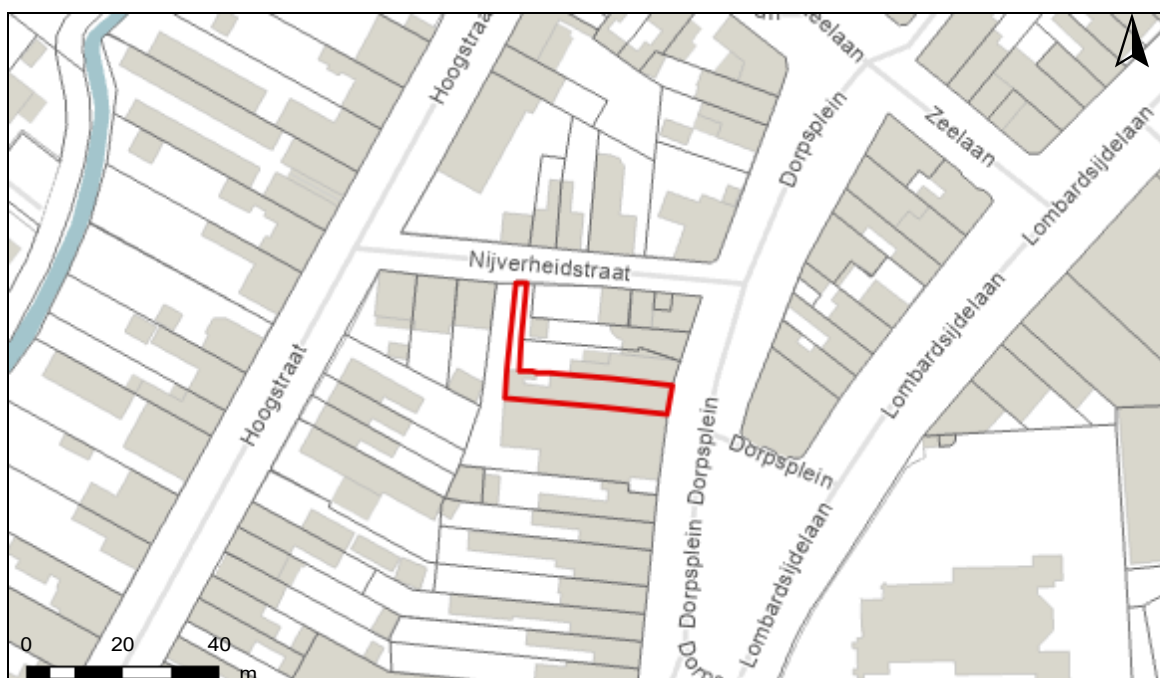 Hoogstraat
Zeelaan
Dorpsplein
Zeelaan
Lombardsijdelaan
Nijverheidstraat
Lombardsijdelaan
Hoogstraat
Dorpsplein
Dorpsplein
Dorpsplein
Lombardsijdelaan
0 20 40
m